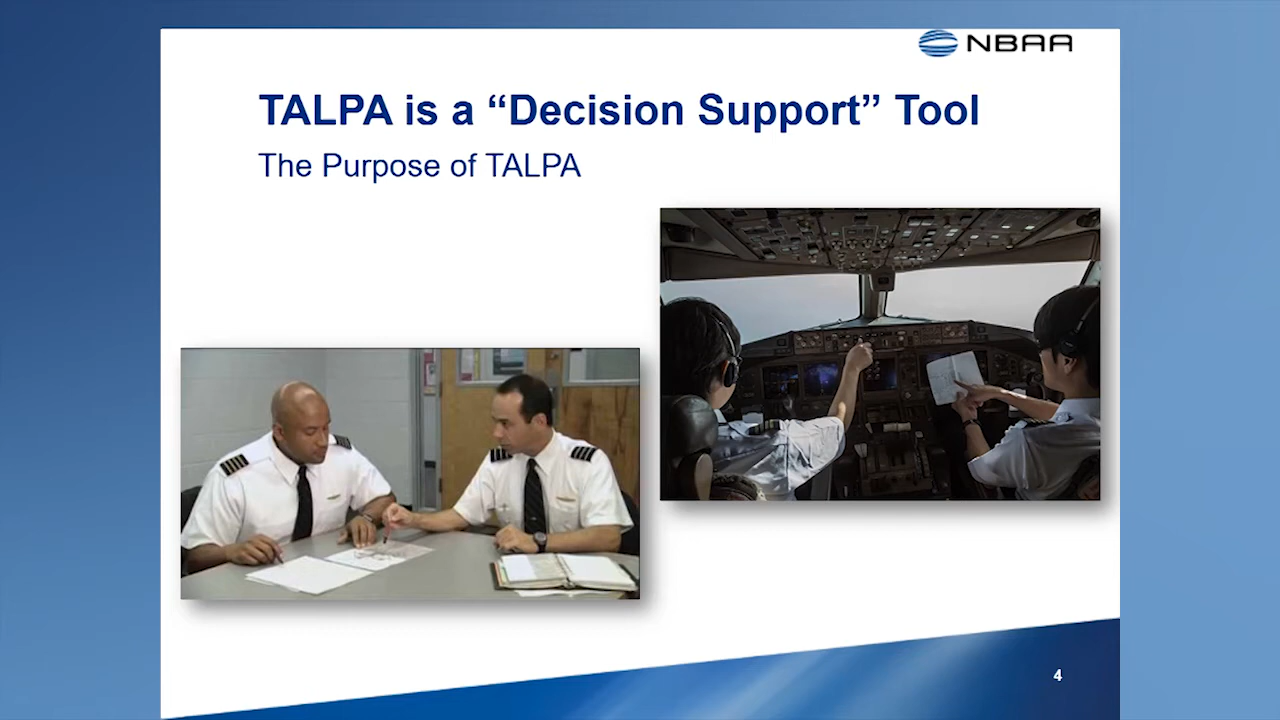 NBAA
TALPA is a “Decision Support” Tool
The Purpose of TALPA
4